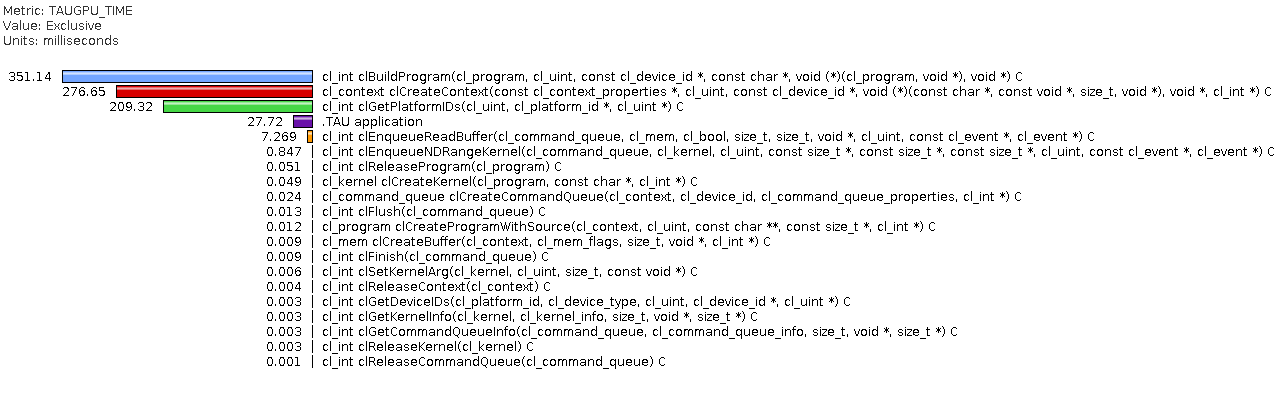 Metric: TAUGPU_TIME
Value: Exclusive
Units: milliseconds
351.14 cl_int clBuildProgram(cl_program, cl_uint, const cl_device_id *, const char *, void (*)(cl_program, void *), void *) C
276.65 cl_context clCreateContext(const cl_context_properties *, cl_uint, const cl_device_id *, void (*)(const char *, const void *, size_t, void *), void *, cl_int *) C
209.32 cl_int clGetPlatformIDs(cl_uint, cl_platform_id *, cl_uint *) C
27.72 .TAU application
7.269 cl_int clEnqueueReadBuffer(cl_command_queue, cl_mem, cl_bool, size_t, size_t, void *, cl_uint, const cl_event *, cl_event *) C
0.847 cl_int clEnqueueNDRangeKernel(cl_command_queue, cl_kernel, cl_uint, const size_t *, const size_t *, const size_t *, cl_uint, const cl_event *, cl_event *) C
0.051 cl_int clReleaseProgram(cl_program) C
0.049 cl_kernel clCreateKernel(cl_program, const char *, cl_int *) C
0.024 cl_command_queue clCreateCommandQueue(cl_context, cl_device_id, cl_command_queue_properties, cl_int *) C
0.013 cl_int clFlush(cl_command_queue) C
0.012 cl_program clCreateProgramWithSource(cl_context, cl_uint, const char **, const size_t *, cl_int *) C
0.009 cl_mem clCreateBuffer(cl_context, cl_mem_flags, size_t, void *, cl_int *) C
0.009 cl_int clFinish(cl_command_queue) C
0.006 cl_int clSetKernelArg(cl_kernel, cl_uint, size_t, const void *) C
0.004 cl_int clReleaseContext(cl_context) C
0.003 cl_int clGetDeviceIDs(cl_platform_id, cl_device_type, cl_uint, cl_device_id *, cl_uint *) C
0.003 cl_int clGetKernelInfo(cl_kernel, cl_kernel_info, size_t, void *, size_t *) C
0.003 cl_int clGetCommandQueueInfo(cl_command_queue, cl_command_queue_info, size_t, void *, size_t *) C
0.003 cl_int clReleaseKernel(cl_kernel) C
0.001 cl_int clReleaseCommandQueue(cl_command_queue) C